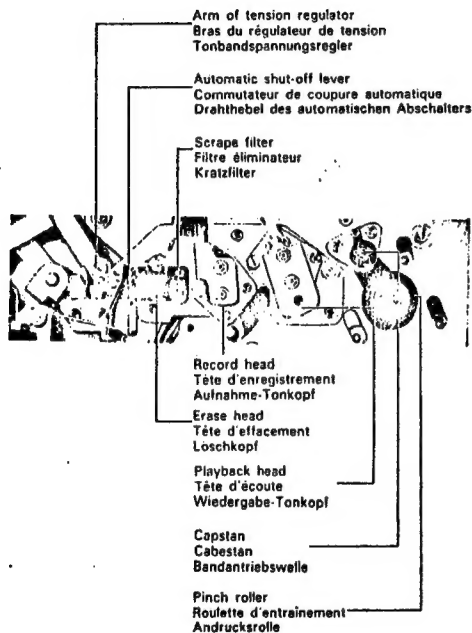 Arm of tension regulator
Bras du régulateur de tension
Tonbandspannungsregler
Automatic shut-off lever
Commutateur de coupure automatique
Drahthebel des automatischen Abschalters
Scrape filter
Filtre éliminateur
Kratzfilter
Record head
Tête d'enregistrement
Aufnahme-Tonkopf
Erase head
Tête d'effacement
Löschkopf
Playback head
Tête d'écoute
Wiedergabe-Tonkopf
Capstan
Cabestan
Bandantriebswelle
Pinch roller
Roulette d'entraînement
Andrucksrolle